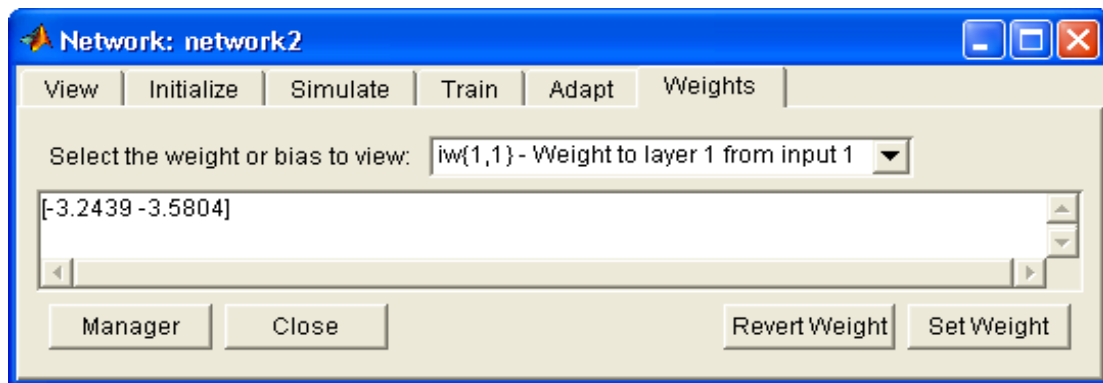 Network: network2
View Initialize Simulate Train Adapt Weights
Select the weight or bias to view: iw{1,1} - Weight to layer 1 from input 1
[-3.2439 -3.5804]
Manager Close Revert Weight Set Weight